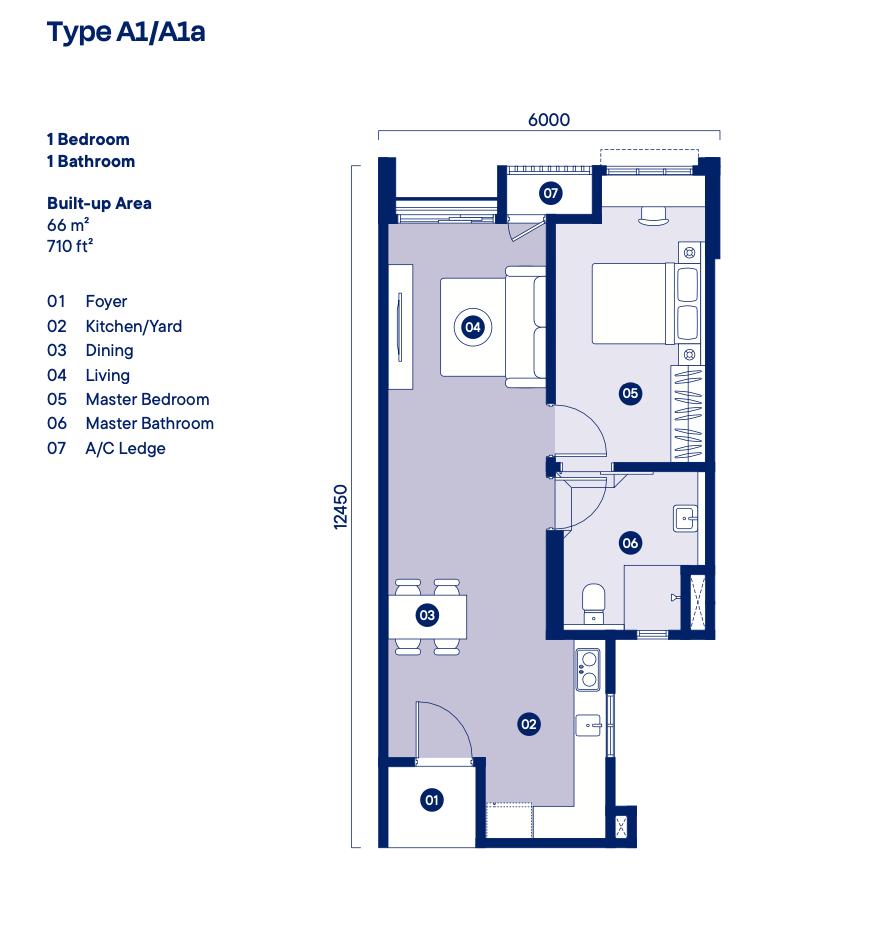 Type A1/A1a
1 Bedroom
1 Bathroom
Built-up Area
66 m²
710 ft²
01 Foyer
02 Kitchen/Yard
03 Dining
04 Living
05 Master Bedroom
06 Master Bathroom
07 A/C Ledge
6000
12450
07
04
05
06
03
02
01